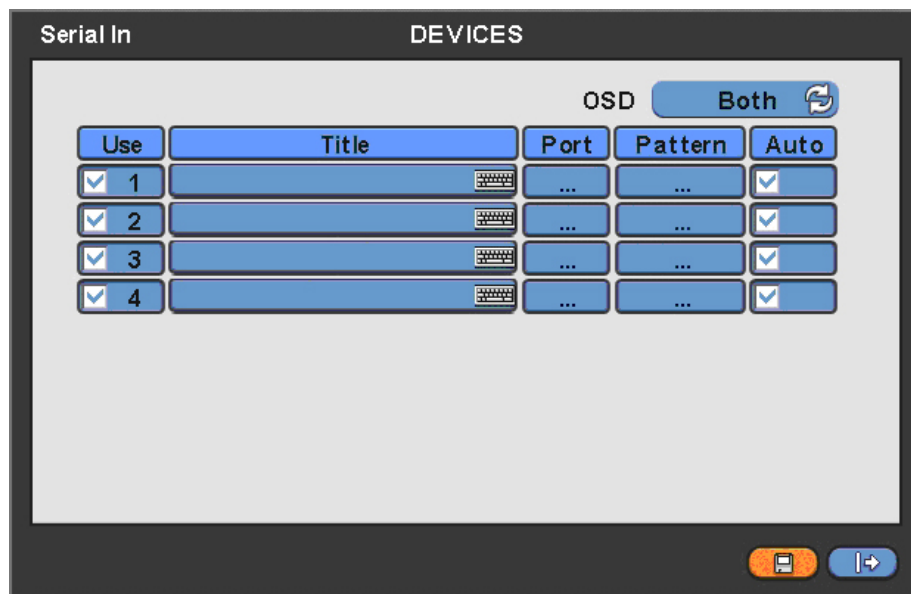 Serial In DEVICES
OSD Both
Use Title Port Pattern Auto
1 ... ...
2 ... ...
3 ... ...
4 ... ...